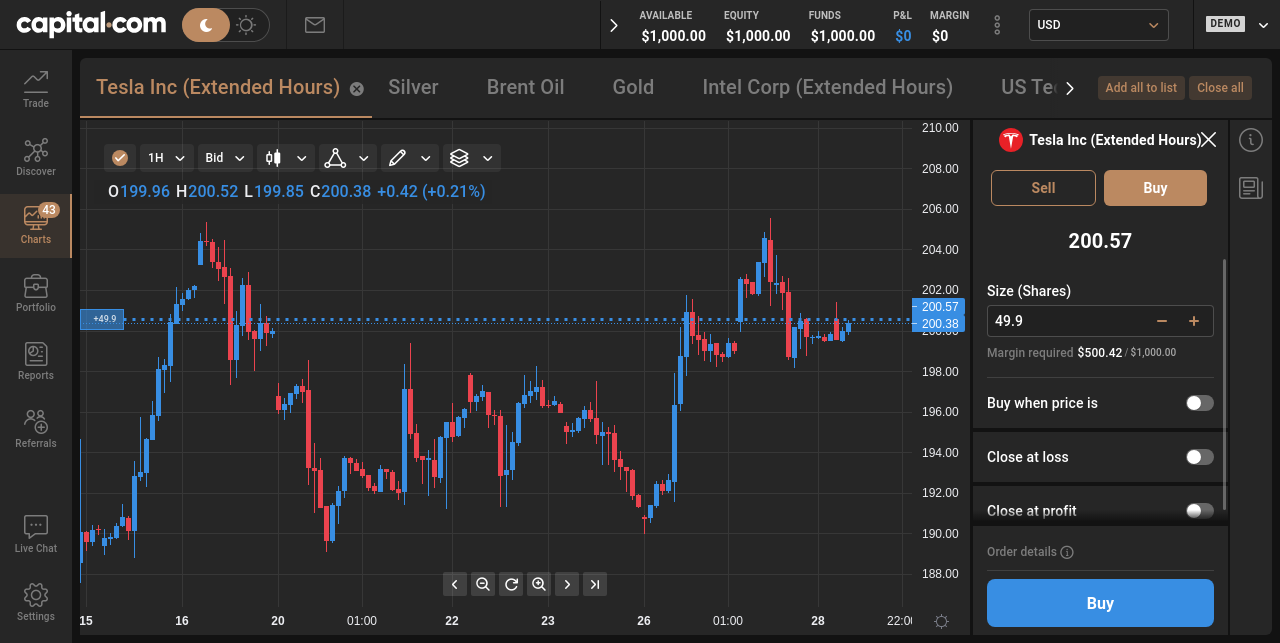 capital.com
AVAILABLE EQUITY FUNDS P&L MARGIN
$1,000.00 $1,000.00 $1,000.00 $0 $0
USD
DEMO
Trade
Discover
43
Charts
Portfolio
Reports
Referrals
Live Chat
Settings
Tesla Inc (Extended Hours) Silver Brent Oil Gold Intel Corp (Extended Hours) US Te
Add all to list Close all
1H Bid
O199.96 H200.52 L199.85 C200.38 +0.42 (+0.21%)
+49.9
210.00
208.00
206.00
204.00
202.00
200.57
200.38
200.00
198.00
196.00
194.00
192.00
190.00
188.00
15 16 20 01:00 22 23 26 01:00 28 22:0
Tesla Inc (Extended Hours)
Sell Buy
200.57
Size (Shares)
49.9
Margin required $500.42 / $1,000.00
Buy when price is
Close at loss
Close at profit
Order details
Buy